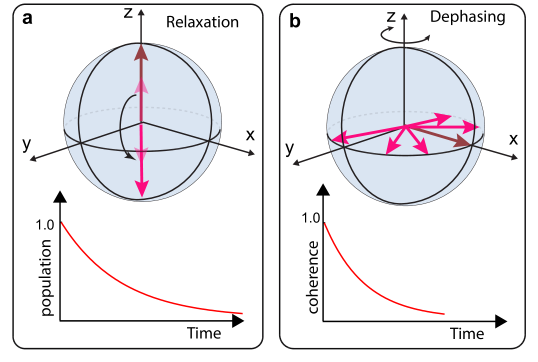 a
z
Relaxation
y
x
1.0
population
Time
b
z
Dephasing
y
x
1.0
coherence
Time